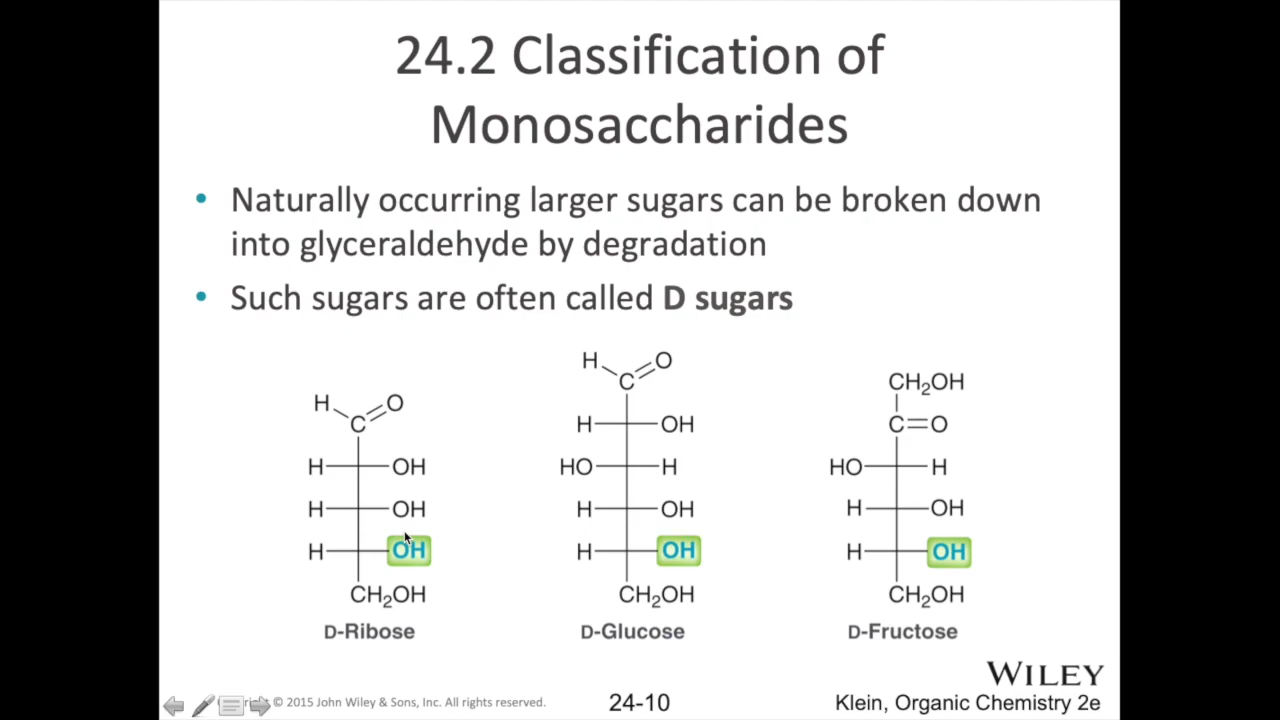 24.2 Classification of
Monosaccharides
• Naturally occurring larger sugars can be broken down
into glyceraldehyde by degradation
• Such sugars are often called D sugars
H O
C
H OH
H OH
H OH
CH₂OH
D-Ribose
H O
C
H OH
HO H
H OH
H OH
CH₂OH
D-Glucose
CH₂OH
C=O
HO H
H OH
H OH
CH₂OH
D-Fructose
WILEY
© 2015 John Wiley & Sons, Inc. All rights reserved.
24-10
Klein, Organic Chemistry 2e